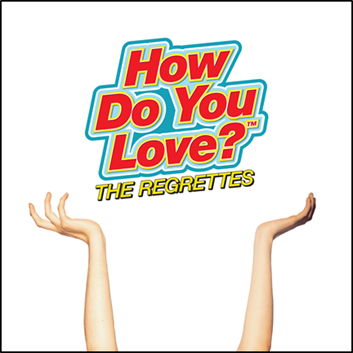 How
Do You
Love?™
THE REGRETTES